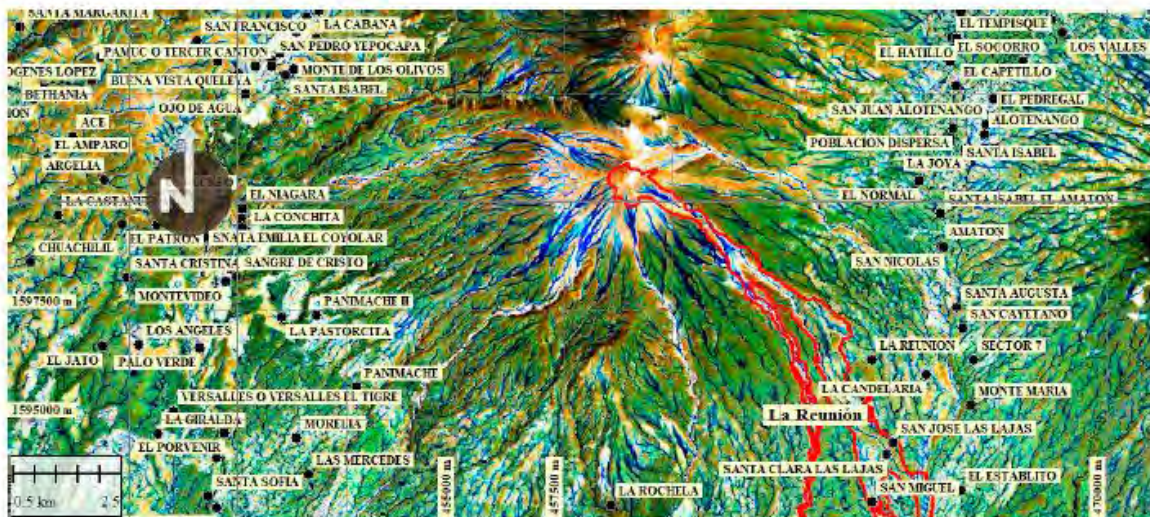 SANTA MARGARITA
SAN FRANCISCO
LA CABANA
EL TEMPISQUE
PAMUC O TERCER CANTON
SAN PEDRO YEPOCAPA
EL HATILLO
EL SOCORRO
LOS VALLES
OGENES LOPEZ
MONTE DE LOS OLIVOS
EL CAPETILLO
BUENA VISTA QUELEYA
BETHANIA
SANTA ISABEL
EL PEDREGAL
OJO DE AGUA
SAN JUAN ALOTENANGO
ION
ACE
ALOTENANGO
EL AMPARO
POBLACION DISPERSA
SANTA ISABEL
ARGELIA
LA JOYA
N
EL NIAGARA
EL NORMAL
SANTA ISABEL EL AMATON
LA CONCHITA
EL PATRON
SNATA EMILIA EL COYOLAR
AMATON
CHUACHILIL
SANTA CRISTINA
SANGRE DE CRISTO
SAN NICOLAS
1597500 m
MONTEVIDEO
PANIMACHE II
SANTA AUGUSTA
SAN CAYETANO
LOS ANGELES
LA PASTORCITA
EL JATO
PALO VERDE
LA REUNION
SECTOR 7
PANIMACHE
LA CANDELARIA
MONTE MARIA
VERSALLES O VERSALLES EL TIGRE
1595000 m
La Reunión
LA GIRALDA
MORELIA
SAN JOSE LAS LAJAS
EL PORVENIR
LAS MERCEDES
SANTA CLARA LAS LAJAS
EL ESTABLITO
0.5 km 2.5
SANTA SOFIA
455000 m
457500 m
LA ROCHELA
SAN MIGUEL
470000 m